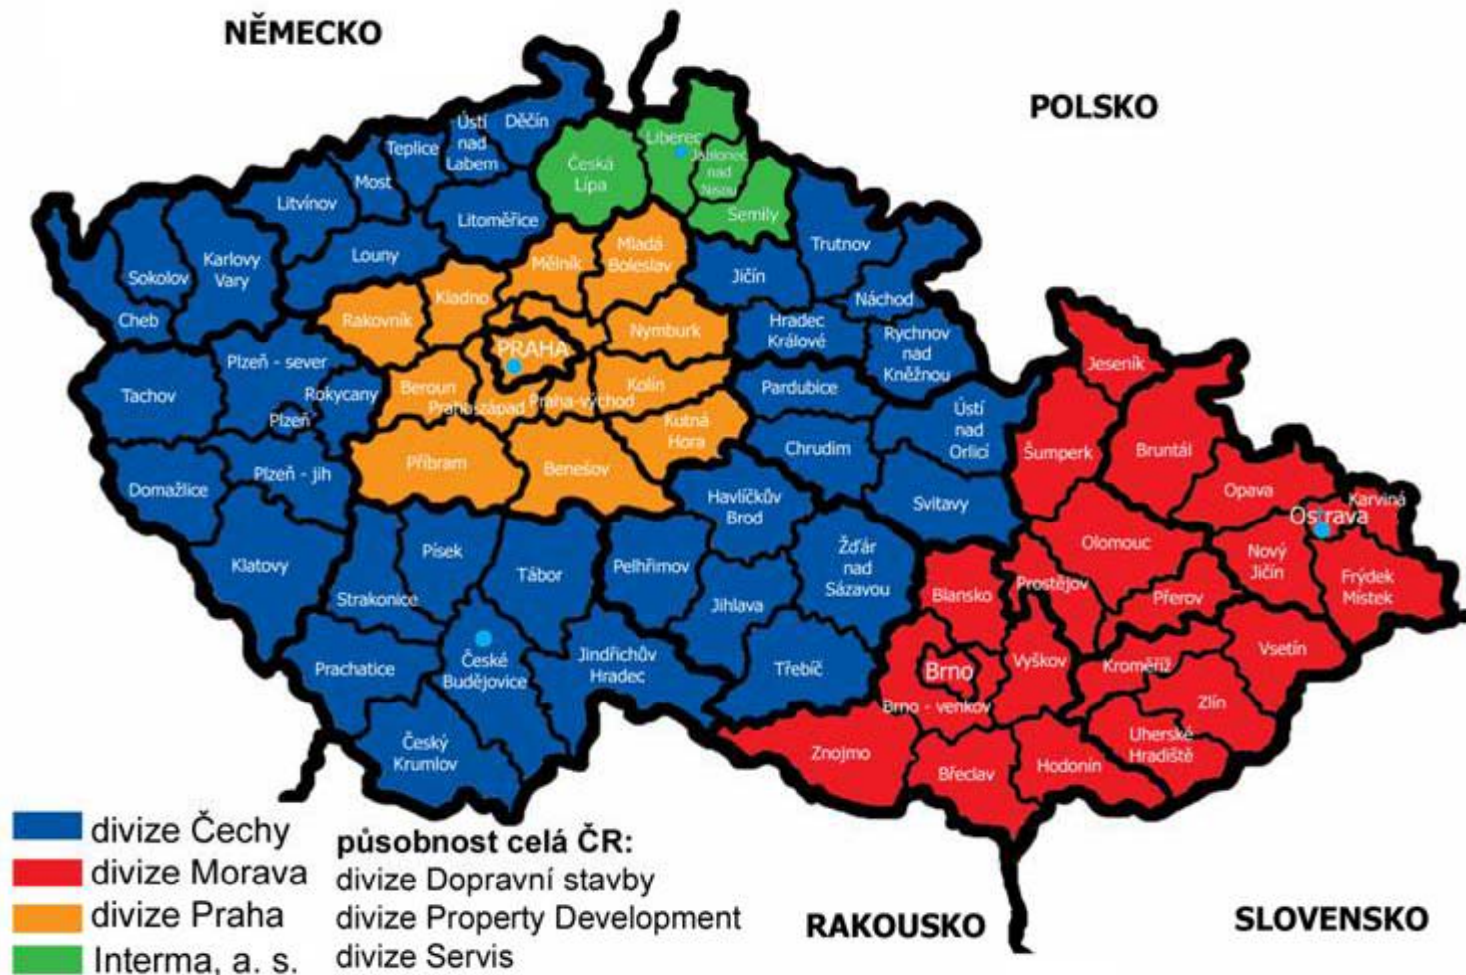 NĚMECKO
POLSKO
Ústí
nad
Labem
Děčín
Teplice
Most
Litvínov
Litoměřice
Louny
Česká
Lípa
Liberec
Jablonec
nad
Nisou
Semily
Trutnov
Sokolov
Karlovy
Vary
Cheb
Mělník
Mladá
Boleslav
Jičín
Kladno
Rakovník
Náchod
PRAHA
Nymburk
Hradec
Králové
Rychnov
nad
Kněžnou
Plzeň - sever
Tachov
Rokycany
Plzeň
Beroun
Praha-západ
Praha-východ
Kolín
Kutná
Hora
Pardubice
Ústí
nad
Orlicí
Chrudim
Jeseník
Šumperk
Bruntál
Domažlice
Plzeň - jih
Příbram
Benešov
Havlíčkův
Brod
Svitavy
Opava
Karviná
Ostrava
Klatovy
Písek
Strakonice
Tábor
Pelhřimov
Jihlava
Žďár
nad
Sázavou
Olomouc
Nový
Jičín
Frýdek
Místek
Blansko
Prostějov
Přerov
Prachatice
České
Budějovice
Jindřichův
Hradec
Třebíč
Brno
Brno - venkov
Vyškov
Kroměříž
Vsetín
Zlín
Uherské
Hradiště
Český
Krumlov
Znojmo
Břeclav
Hodonín
divize Čechy
divize Morava
divize Praha
Interma, a. s.
působnost celá ČR:
divize Dopravní stavby
divize Property Development
divize Servis
RAKOUSKO
SLOVENSKO